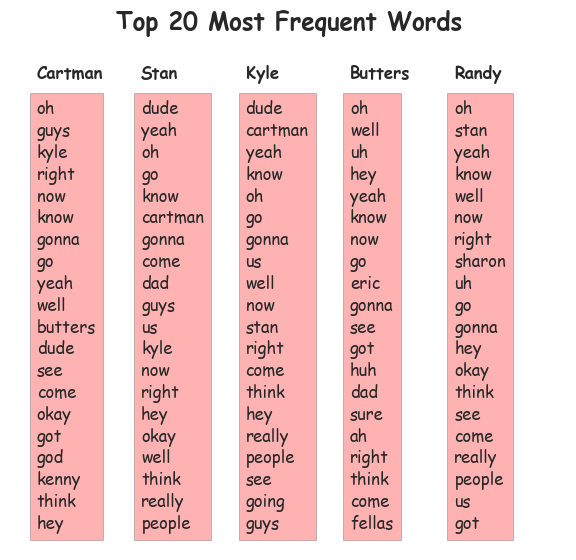 Top 20 Most Frequent Words
Cartman Stan Kyle Butters Randy
oh dude dude oh oh
guys yeah cartman well stan
kyle oh yeah uh yeah
right go know hey know
now know oh yeah well
know cartman go know now
gonna gonna gonna now right
go come us go sharon
yeah dad well eric uh
well guys now gonna go
butters us stan see gonna
dude kyle right got hey
see now come huh okay
come right think dad think
okay hey hey sure see
got okay really ah come
god well people right really
kenny think see think people
think really going come us
hey people guys fellas got